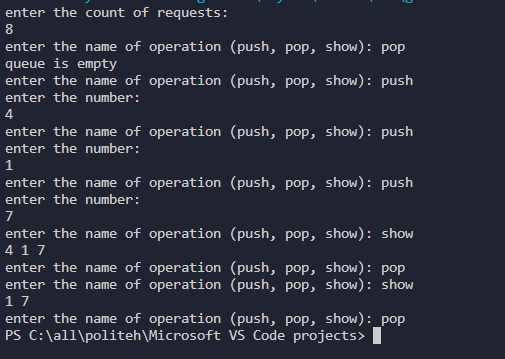 enter the count of requests:
8
enter the name of operation (push, pop, show): pop
queue is empty
enter the name of operation (push, pop, show): push
enter the number:
4
enter the name of operation (push, pop, show): push
enter the number:
1
enter the name of operation (push, pop, show): push
enter the number:
7
enter the name of operation (push, pop, show): show
4 1 7
enter the name of operation (push, pop, show): pop
enter the name of operation (push, pop, show): show
1 7
enter the name of operation (push, pop, show): pop
PS C:\all\politeh\Microsoft VS Code projects>